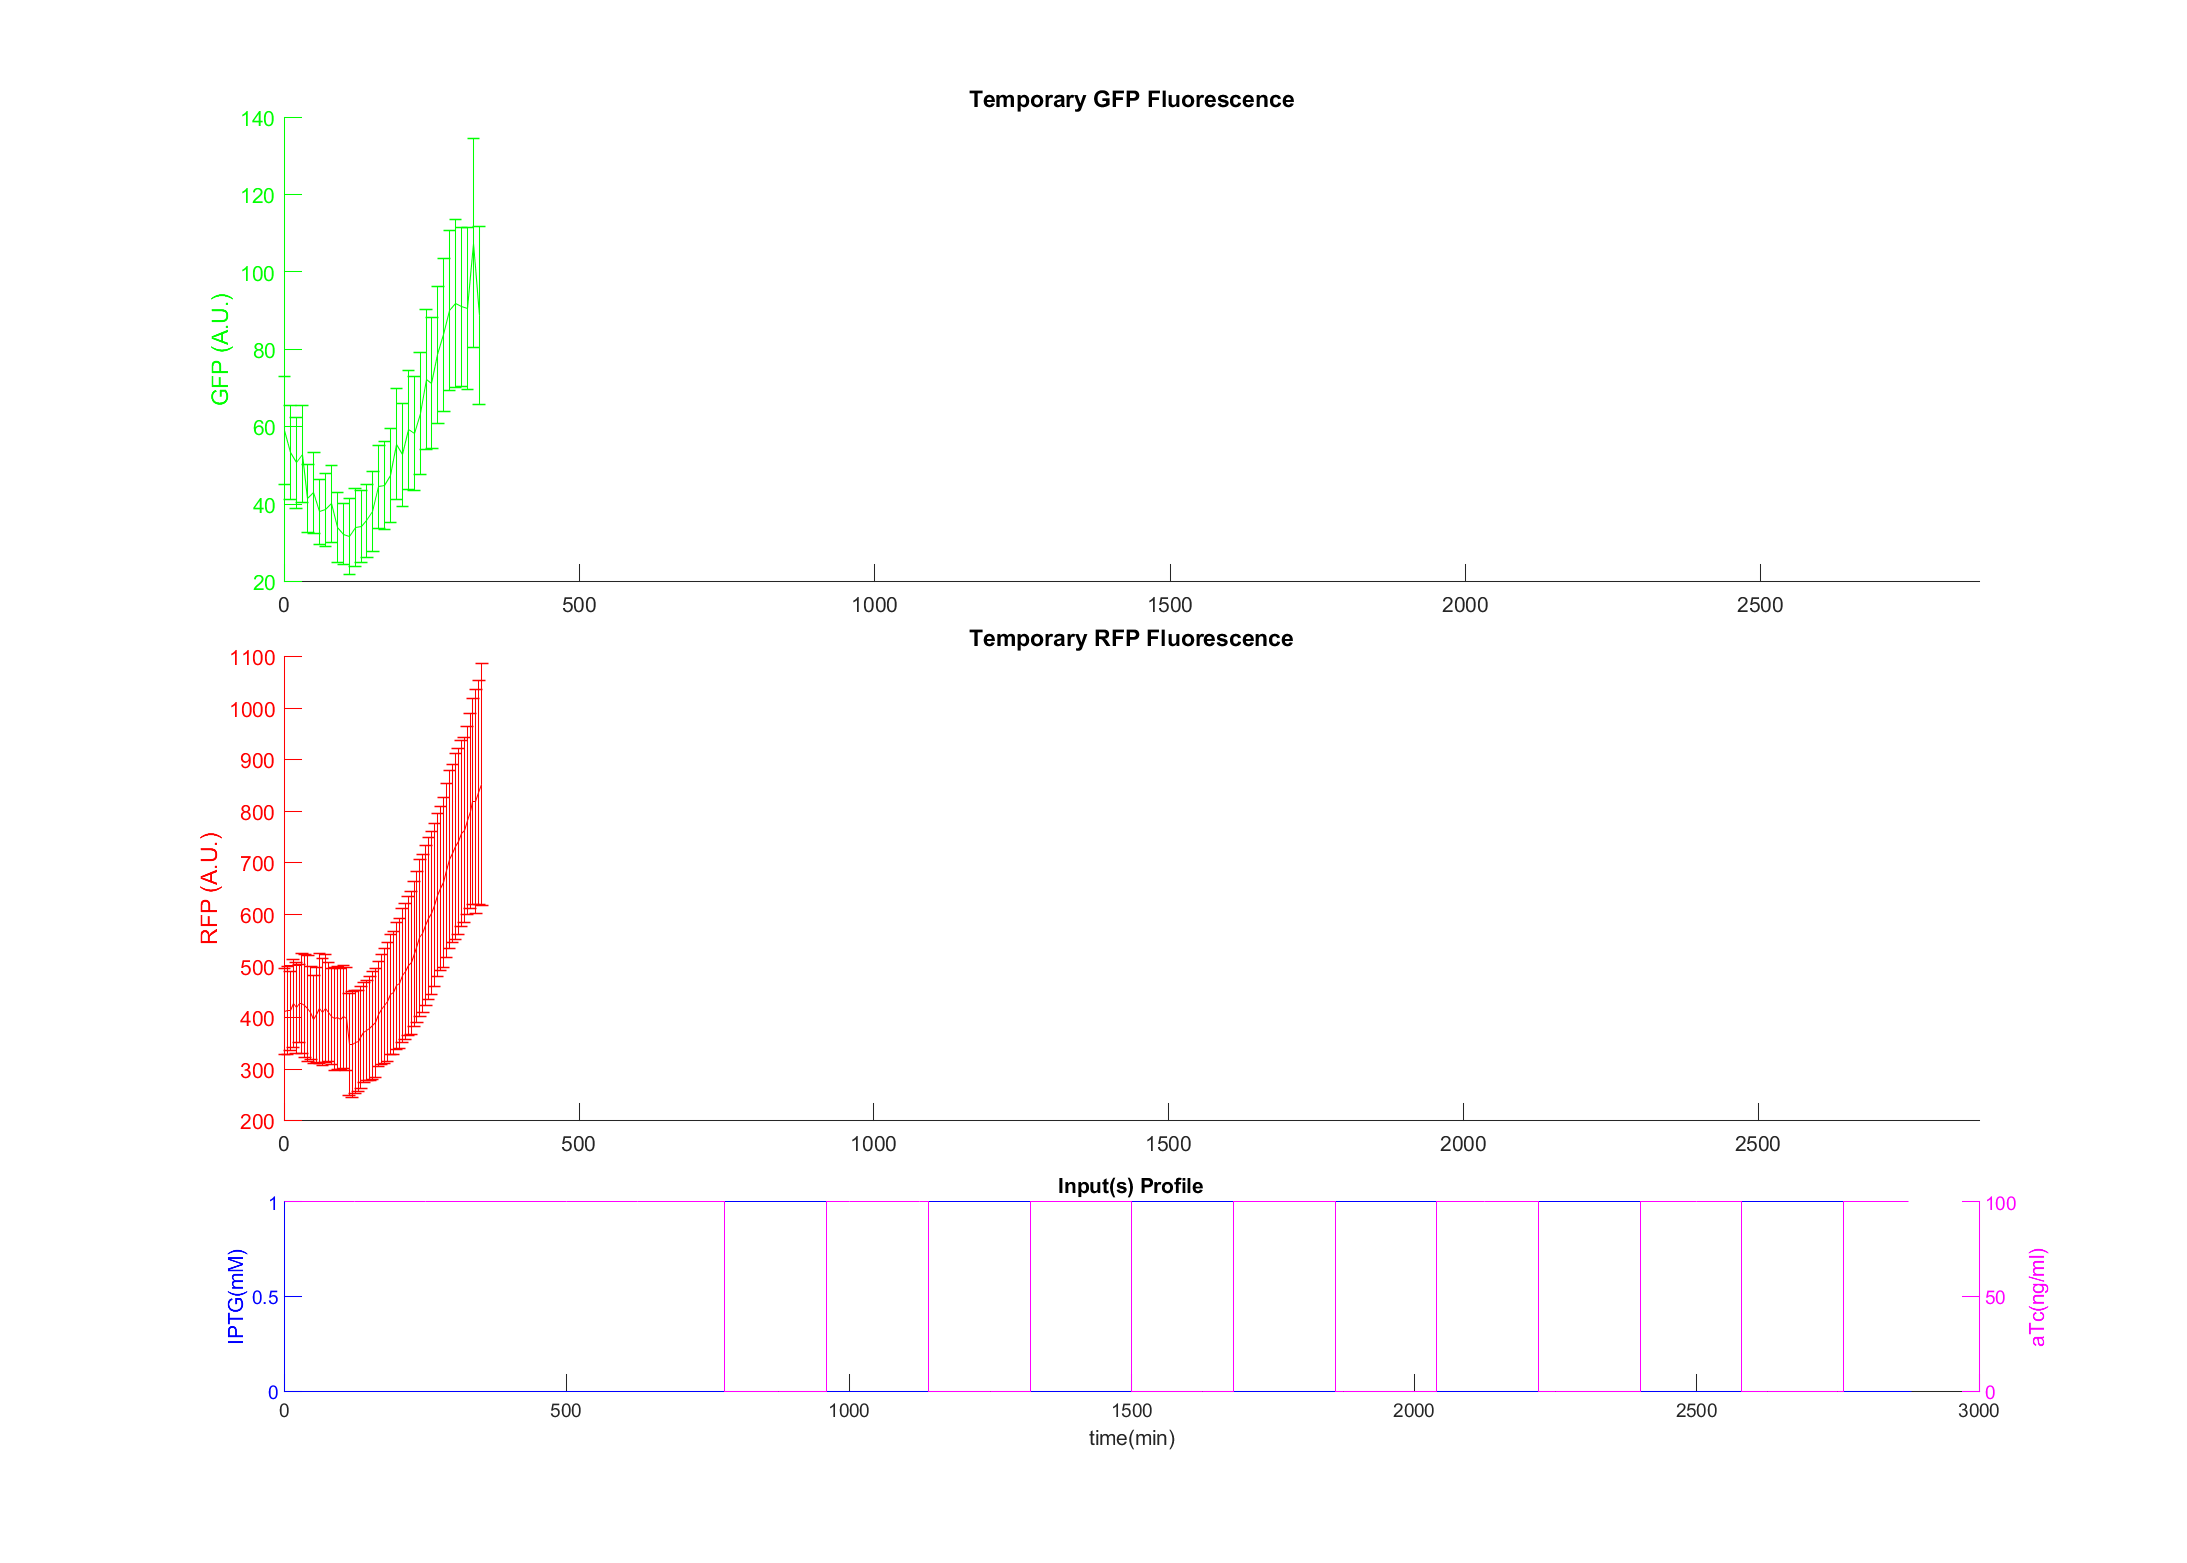 Temporary GFP Fluorescence
140
120
100
80
60
40
20
GFP (A.U.)
0 500 1000 1500 2000 2500
Temporary RFP Fluorescence
1100
1000
900
800
700
600
500
400
300
200
RFP (A.U.)
0 500 1000 1500 2000 2500
Input(s) Profile
1 100
0.5 50
0 0
IPTG(mM)
aTc(ng/ml)
0 500 1000 1500 2000 2500 3000
time(min)